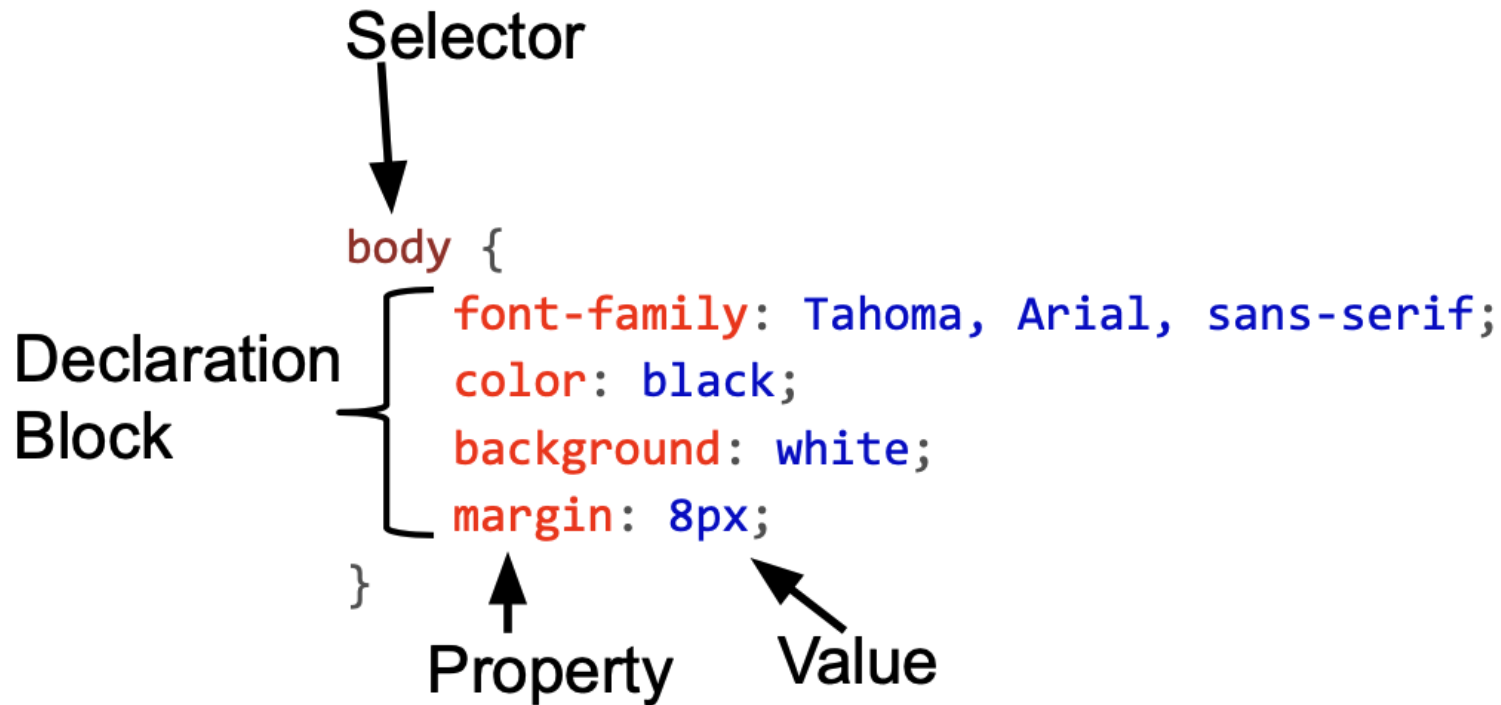 Selector
body {
font-family: Tahoma, Arial, sans-serif;
color: black;
background: white;
margin: 8px;
}
Declaration
Block
Property
Value